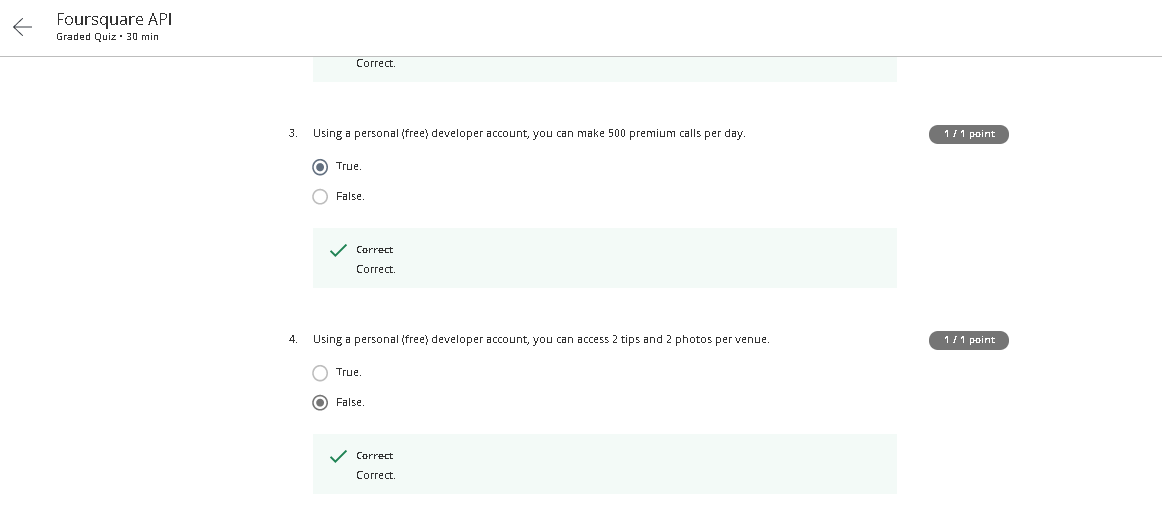 Foursquare API
Graded Quiz • 30 min
Correct.
3. Using a personal (free) developer account, you can make 500 premium calls per day.
1 / 1 point
True.
False.
Correct
Correct.
4. Using a personal (free) developer account, you can access 2 tips and 2 photos per venue.
1 / 1 point
True.
False.
Correct
Correct.